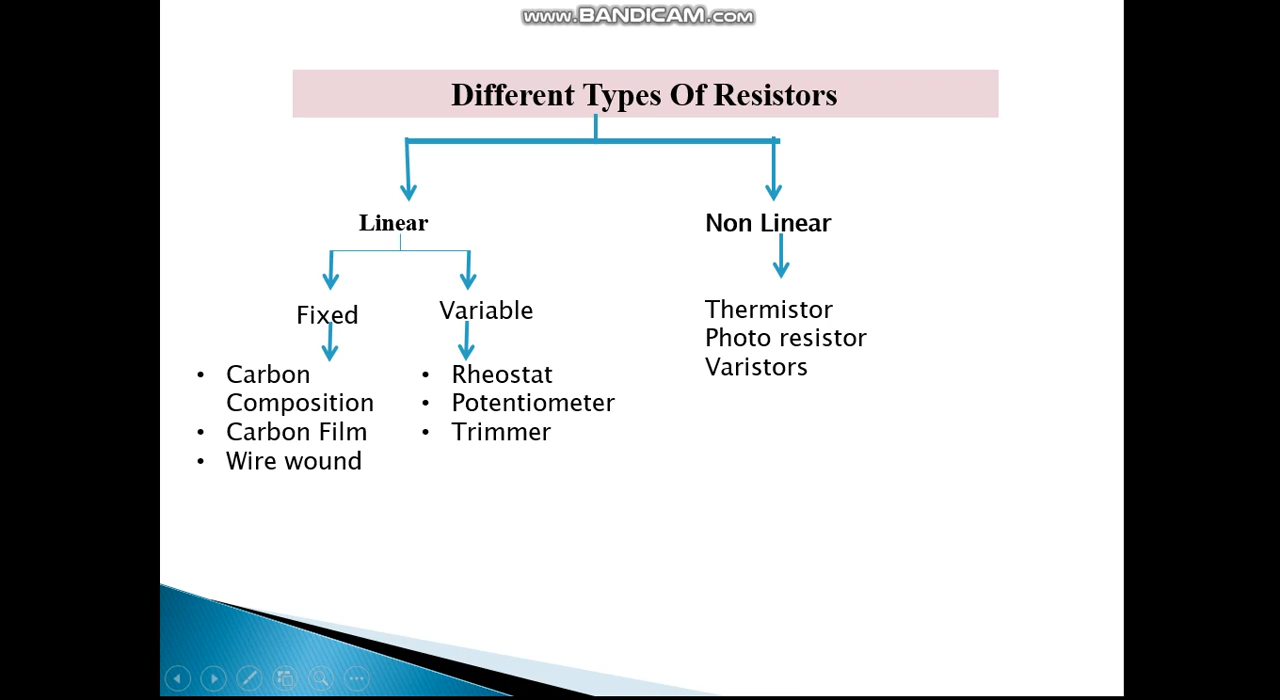 www.BANDICAM.com
Different Types Of Resistors
Linear
Non Linear
Fixed
Variable
Thermistor
Photo resistor
Varistors
• Carbon
Composition
• Carbon Film
• Wire wound
• Rheostat
• Potentiometer
• Trimmer